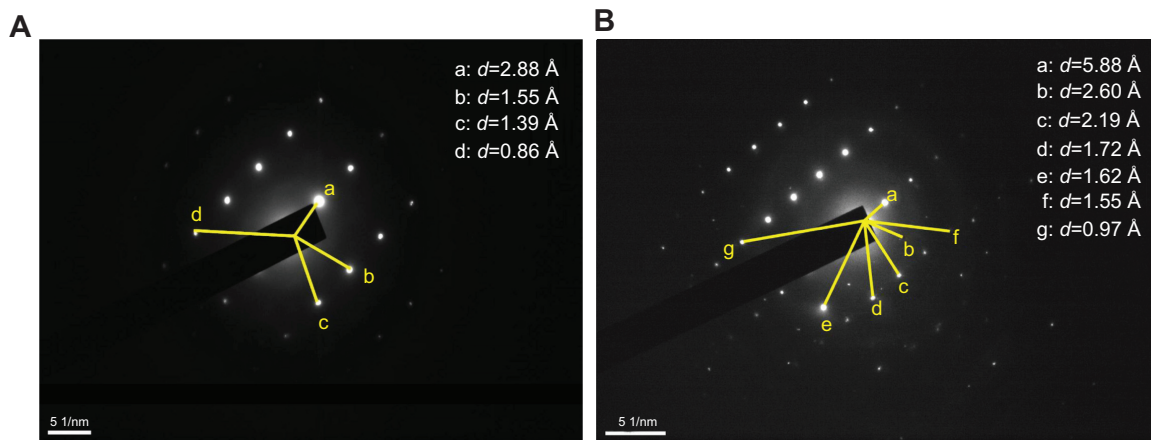 A
a: d=2.88 Å
b: d=1.55 Å
c: d=1.39 Å
d: d=0.86 Å
a
d
b
c
5 1/nm
B
a: d=5.88 Å
b: d=2.60 Å
c: d=2.19 Å
d: d=1.72 Å
e: d=1.62 Å
f: d=1.55 Å
g: d=0.97 Å
a
f
b
g
c
d
e
5 1/nm